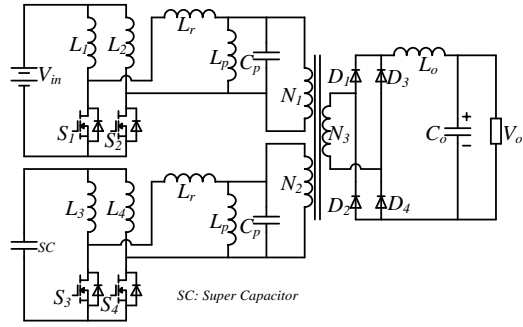 L1 L2 Lr
Vin Lp Cp
N1 D1 D3 Lo
S1 S2 N3 Co + Vo
−
L3 L4 Lr N2
SC Lp Cp D2 D4
S3 S4
SC: Super Capacitor